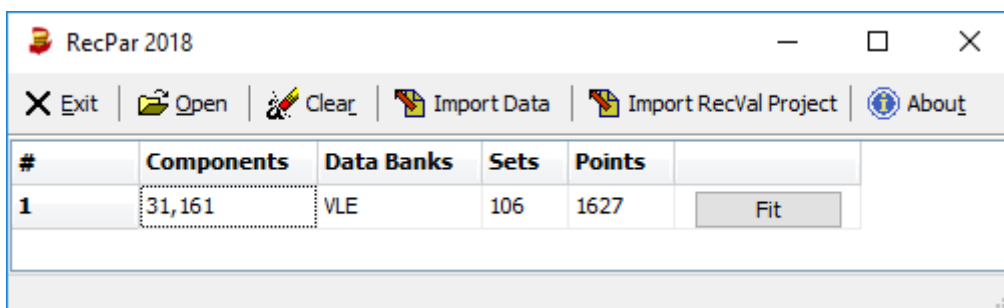 RecPar 2018
Exit Open Clear Import Data Import RecVal Project About
# Components Data Banks Sets Points
1 31,161 VLE 106 1627 Fit